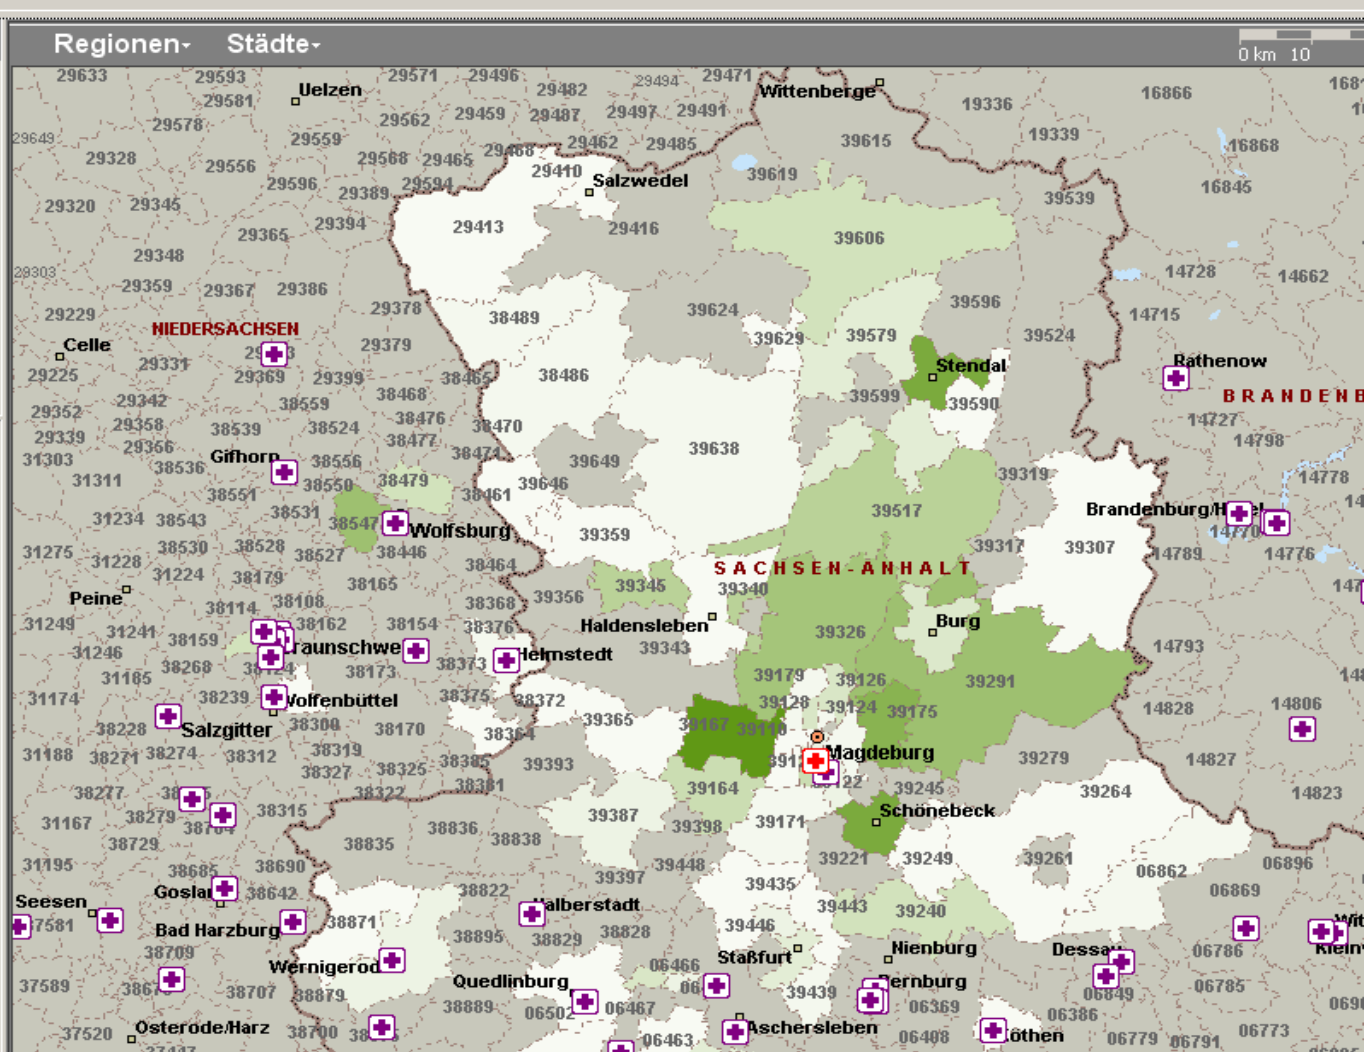 Regionen Städte
0 km 10
29633 29593 29571 29496 29494 29471
Uelzen 29482 Wittenberge 16866
29581 29459 29487 29497 29491 19336
29578 29562 19339
29649 29559 29462 29485 39615 16868
29328 29556 29568 29465 29468
29410 39619
29596 29389 29594 Salzwedel 16845
29320 29345 39539
29394 29413 29416
29365 39606
29348
29303 14728 14662
29359 29367 29386
29378 39624 39596
29229 38489 14715
NIEDERSACHSEN 39629 39579 39524
Celle 29379
29331 Rathenow
29225 29369 29399 38465 38486 Stendal
38468 39599 39590 BRANDENB
29352 29342 38559
29358 38539 38524 38476 38470 14727
29339 29366 38477 39638 14798
31303 38536 Gifhorn 38556 38471 39649
31311 38550 38479 39646 39319 14778
38551 38461
31234 38543 38531 38547 Wolfsburg 39517 Brandenburg/H
39359 14770
31275 38530 38528 38527 38446 39317 39307 14789 14776
31228 38464 SACHSEN-ANHALT
31224 38179 38165 39345 39340
Peine 38108 38368 39356
38114
31249 31241 38159 38162 38154 38376 Haldensleben 39326 Burg
31246 raunschwe Helmstedt 39343 14793
38268 38124 38173 38373
31185 39179 39126 39291
31174 38239 Wolfenbüttel 38375 38372 39128 39124 39175 14806
38228 Salzgitter 38300 38170 39365 39167 39110 14828
38364
31188 38271 38274 38312 38319 38385 39393 Magdeburg 39279 14827
38327 38325 39164
38277 38322 38381 39245 39264 14823
31167 38279 38315 39387 39398 39171 Schönebeck
38729 38835 38836 38838 39221 39249 39261
31195 38685 38690 39448 06862 06896
Goslar 38642 38822 39397 39435 06869
Seesen Halberstadt 39443 39240
37581 Bad Harzburg 38871 38895 38829 38828 39446
38709 Wernigerod Staßfurt Nienburg Dessau 06786
37589 38707 38879 Quedlinburg 06466 39439 Bernburg 06785
38889 06502 06467 06369 06849
37520 Osterode/Harz 38700 06463 Aschersleben 06408 06386
Köthen 06779 06791 06773